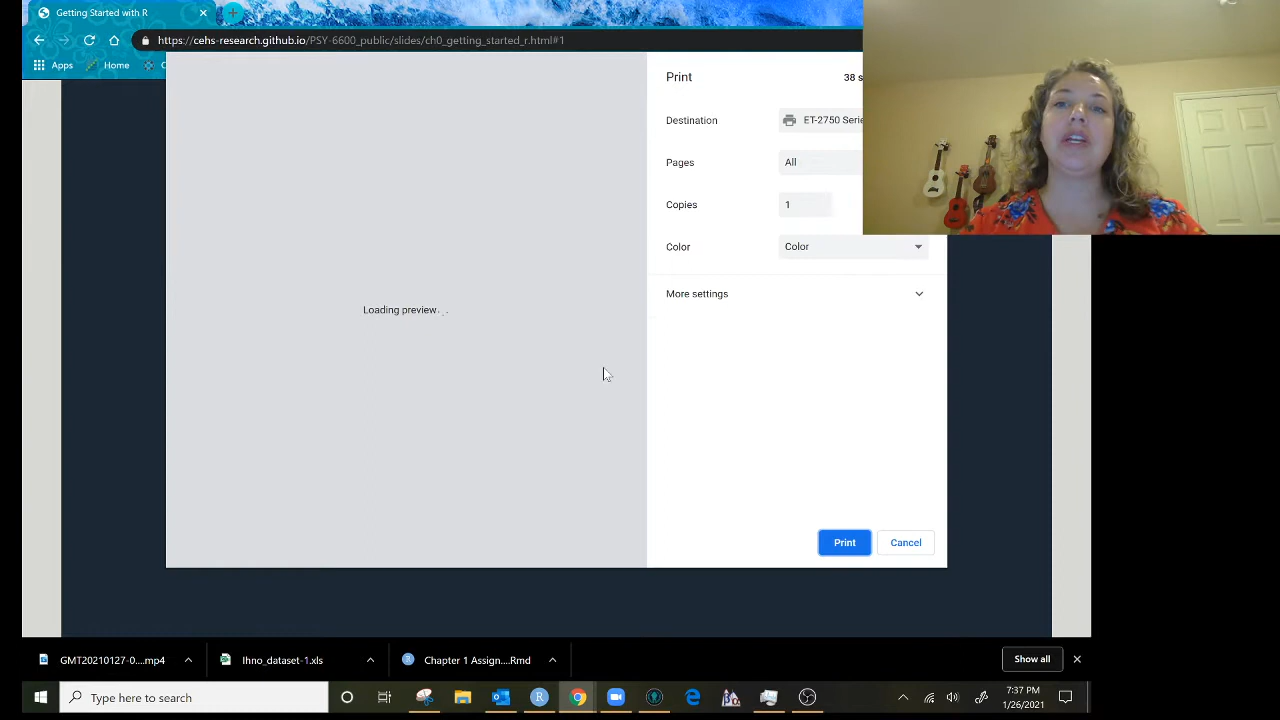 Getting Started with R
https://cehs-research.github.io/PSY-6600_public/slides/ch0_getting_started_r.html#1
Apps
Home
Print
38 s
Destination
ET-2750 Serie
Pages
All
Copies
1
Color
Color
More settings
Loading preview...
Print
Cancel
GMT20210127-0....mp4
Ihno_dataset-1.xls
Chapter 1 Assign....Rmd
Show all
Type here to search
7:37 PM
1/26/2021